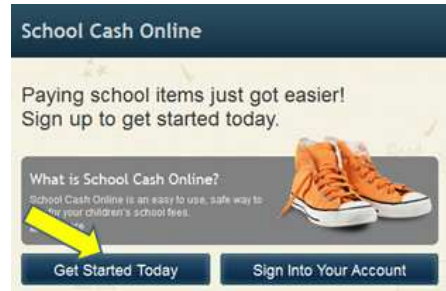 School Cash Online
Paying school items just got easier!
Sign up to get started today.
What is School Cash Online?
School Cash Online is an easy to use, safe way to
for your children's school fees.
Get Started Today
Sign Into Your Account